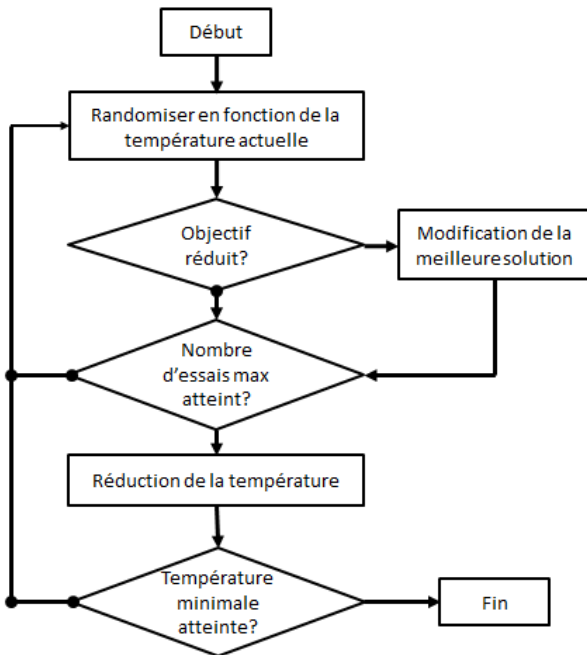 Début
Randomiser en fonction de la
température actuelle
Objectif
réduit?
Modification de la
meilleure solution
Nombre
d'essais max
atteint?
Réduction de la température
Température
minimale
atteinte?
Fin